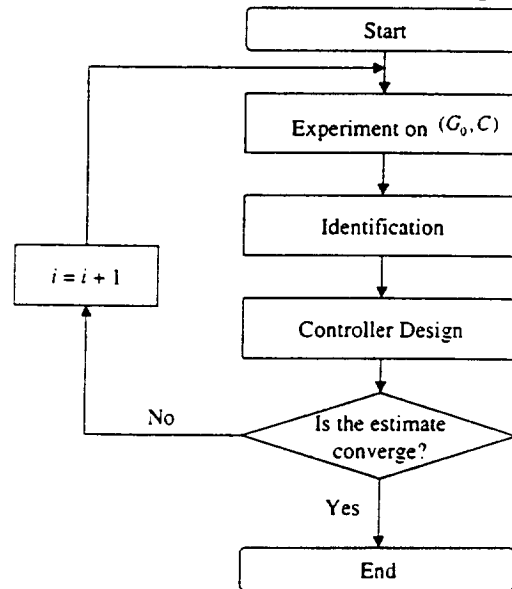 Start
Experiment on (G₀, C)
Identification
i = i + 1
Controller Design
No
Is the estimate
converge?
Yes
End